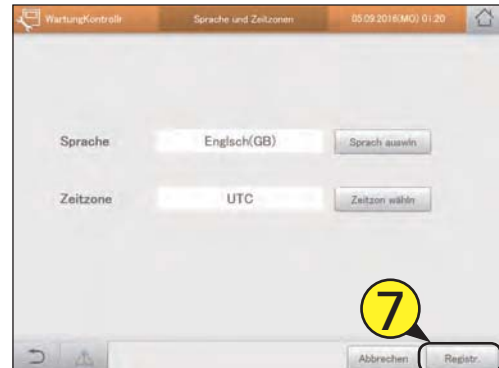 WartungKontrollr Sprache und Zeitzonen 05.09.2016(MO) 01:20
Sprache Englsch(GB) Sprach auswln
Zeitzone UTC Zeitzon wähln
7
Abbrechen Registr.